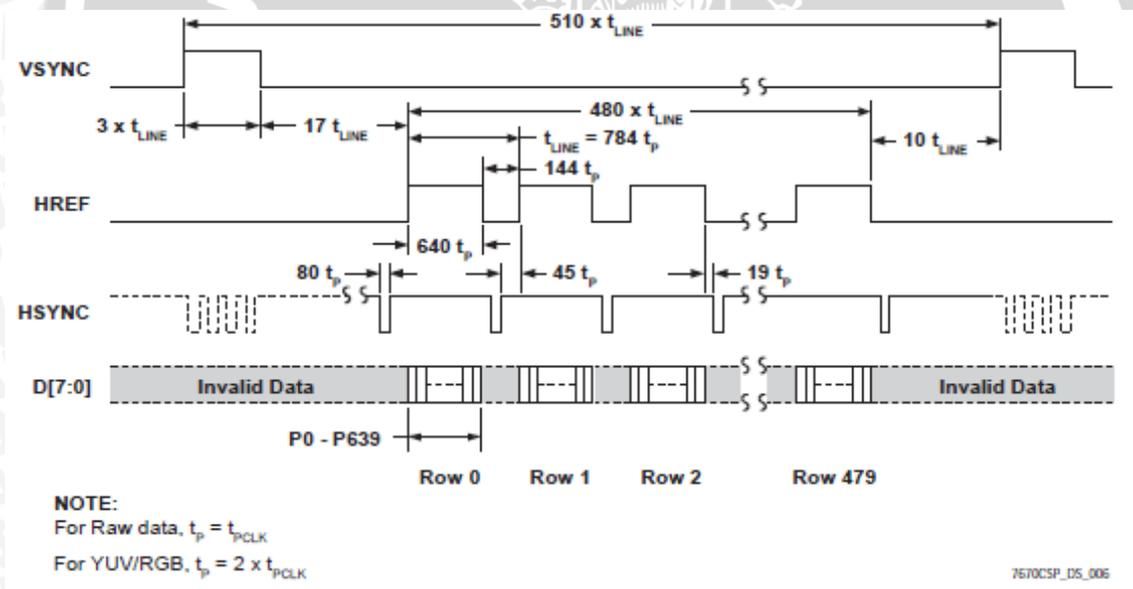 510 x tLINE
VSYNC
480 x tLINE
3 x tLINE
17 tLINE
tLINE = 784 tP
10 tLINE
144 tP
HREF
640 tP
80 tP
45 tP
19 tP
HSYNC
D[7:0]
Invalid Data
Invalid Data
P0 - P639
Row 0
Row 1
Row 2
Row 479
NOTE:
For Raw data, tP = tPCLK
For YUV/RGB, tP = 2 x tPCLK
7670CSP_DS_006